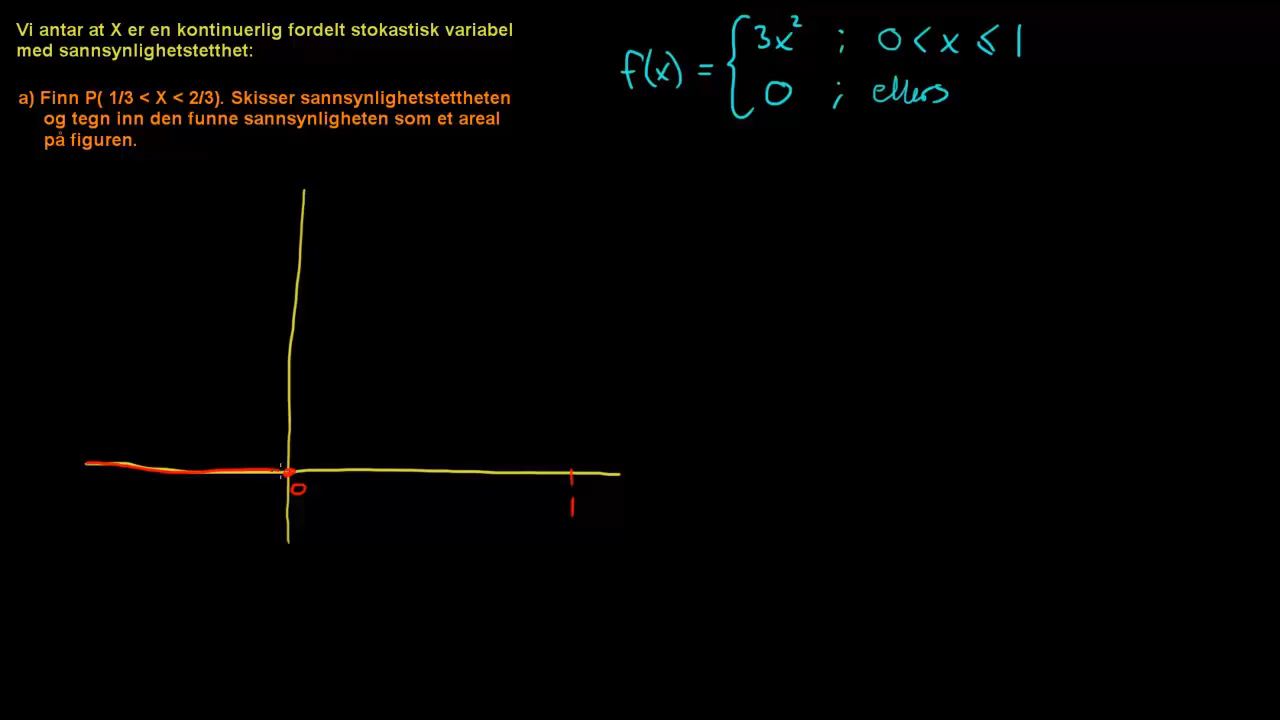 Vi antar at X er en kontinuerlig fordelt stokastisk variabel
med sannsynlighetstetthet:
f(x) = { 3x² ; 0 < x ≤ 1
0 ; ellers
a) Finn P( 1/3 < X < 2/3). Skisser sannsynlighetstettheten
og tegn inn den funne sannsynligheten som et areal
på figuren.
0
1